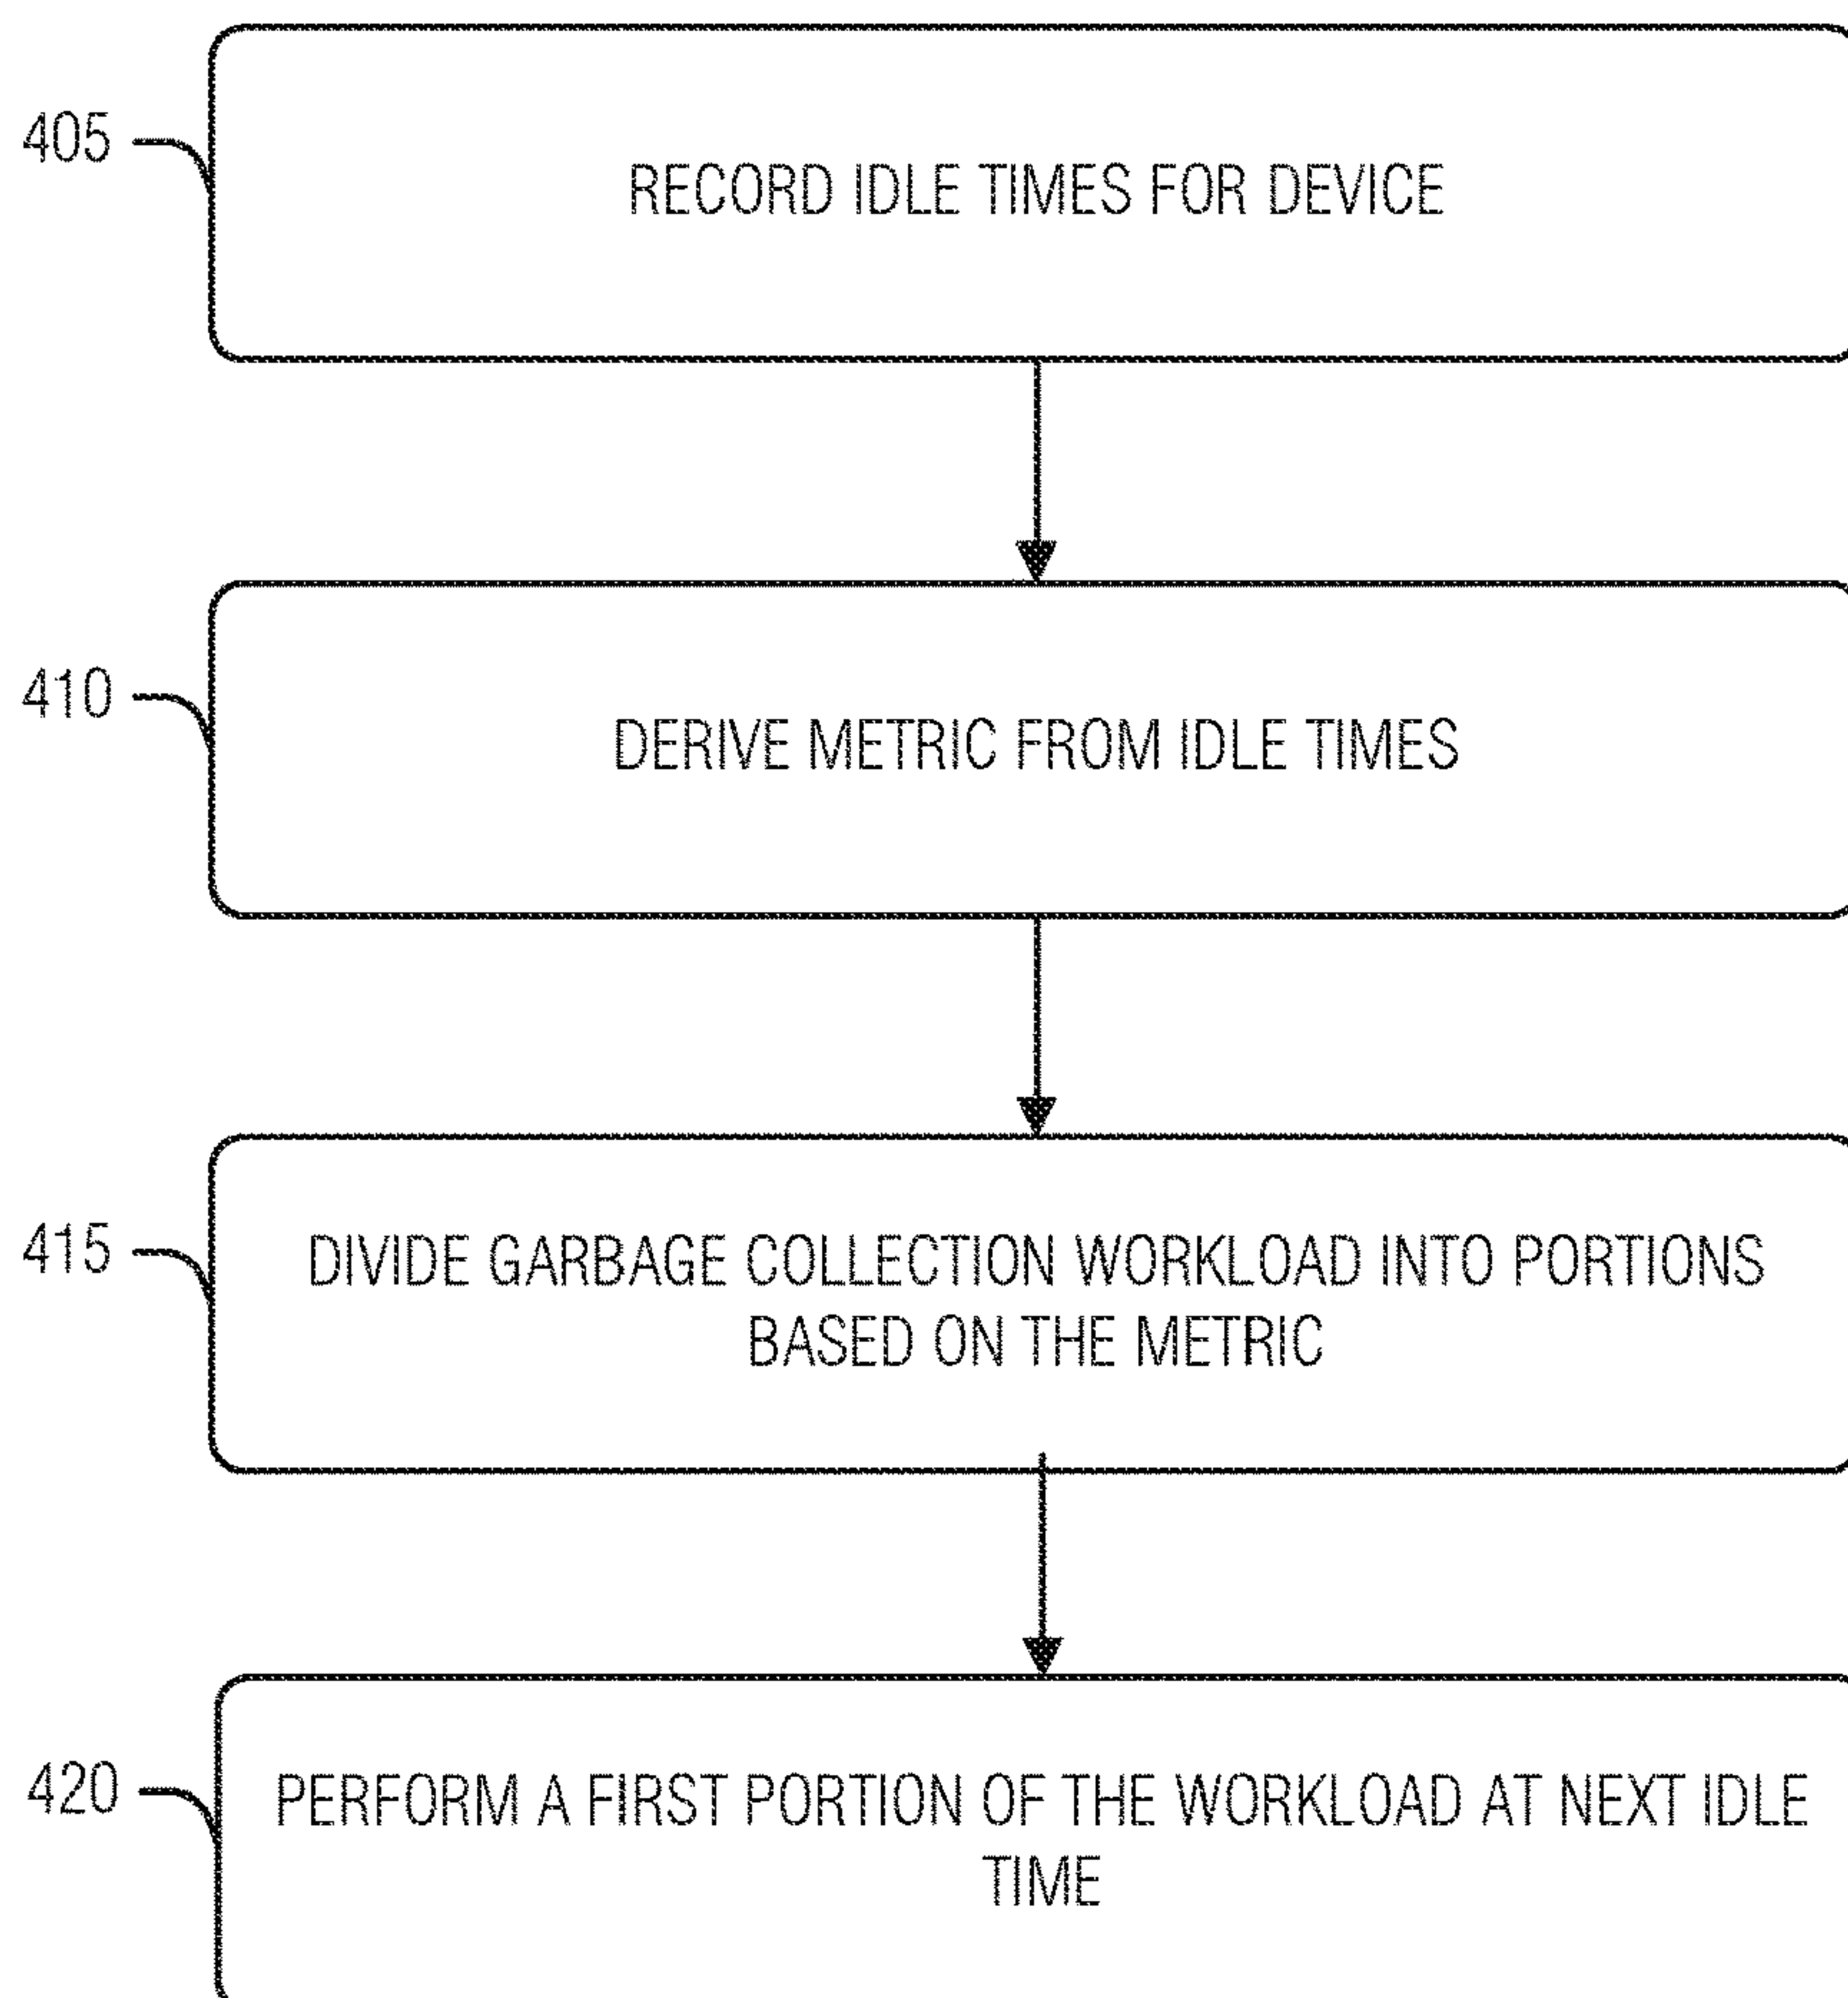 405
RECORD IDLE TIMES FOR DEVICE
410
DERIVE METRIC FROM IDLE TIMES
415
DIVIDE GARBAGE COLLECTION WORKLOAD INTO PORTIONS
BASED ON THE METRIC
420
PERFORM A FIRST PORTION OF THE WORKLOAD AT NEXT IDLE
TIME